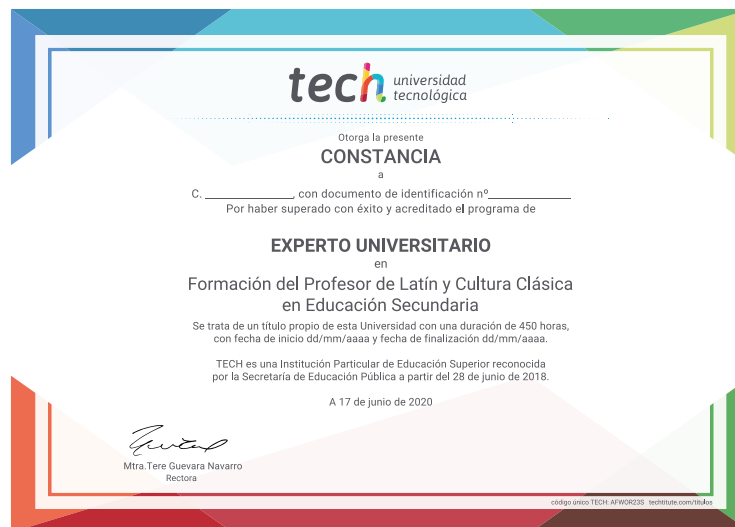 tech universidad
tecnológica
Otorga la presente
CONSTANCIA
a
C. ______________, con documento de identificación nº______________
Por haber superado con éxito y acreditado el programa de
EXPERTO UNIVERSITARIO
en
Formación del Profesor de Latín y Cultura Clásica
en Educación Secundaria
Se trata de un título propio de esta Universidad con una duración de 450 horas,
con fecha de inicio dd/mm/aaaa y fecha de finalización dd/mm/aaaa.
TECH es una Institución Particular de Educación Superior reconocida
por la Secretaría de Educación Pública a partir del 28 de junio de 2018.
A 17 de junio de 2020
Mtra.Tere Guevara Navarro
Rectora
código único TECH: AFWOR23S techtitute.com/títulos